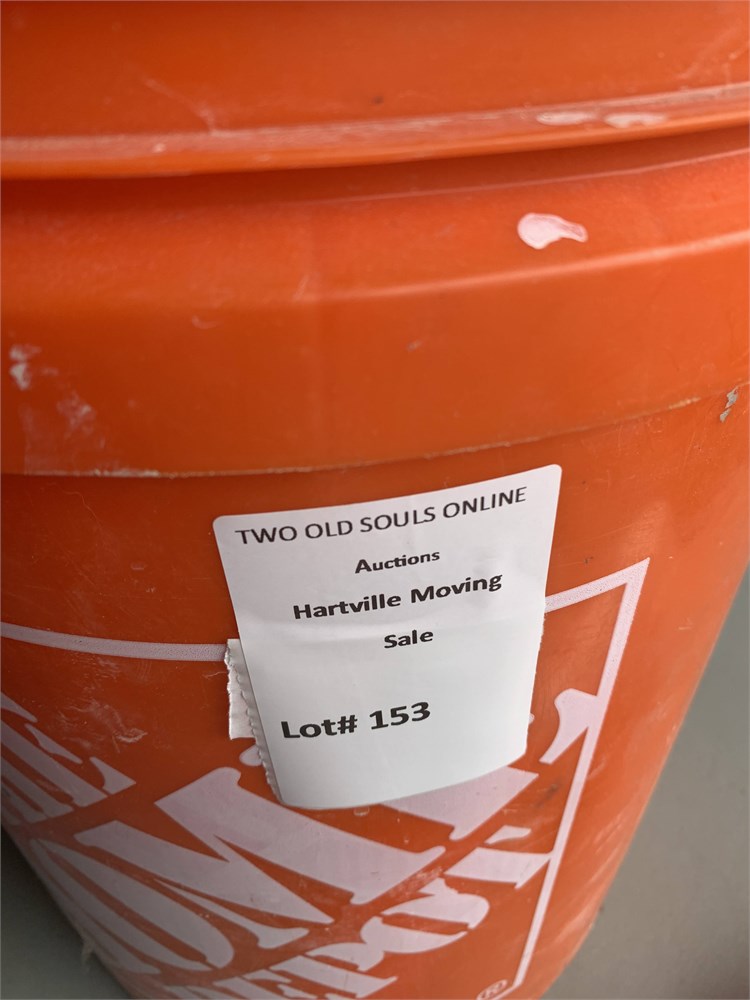 TWO OLD SOULS ONLINE
Auctions
Hartville Moving
Sale
Lot# 153
®